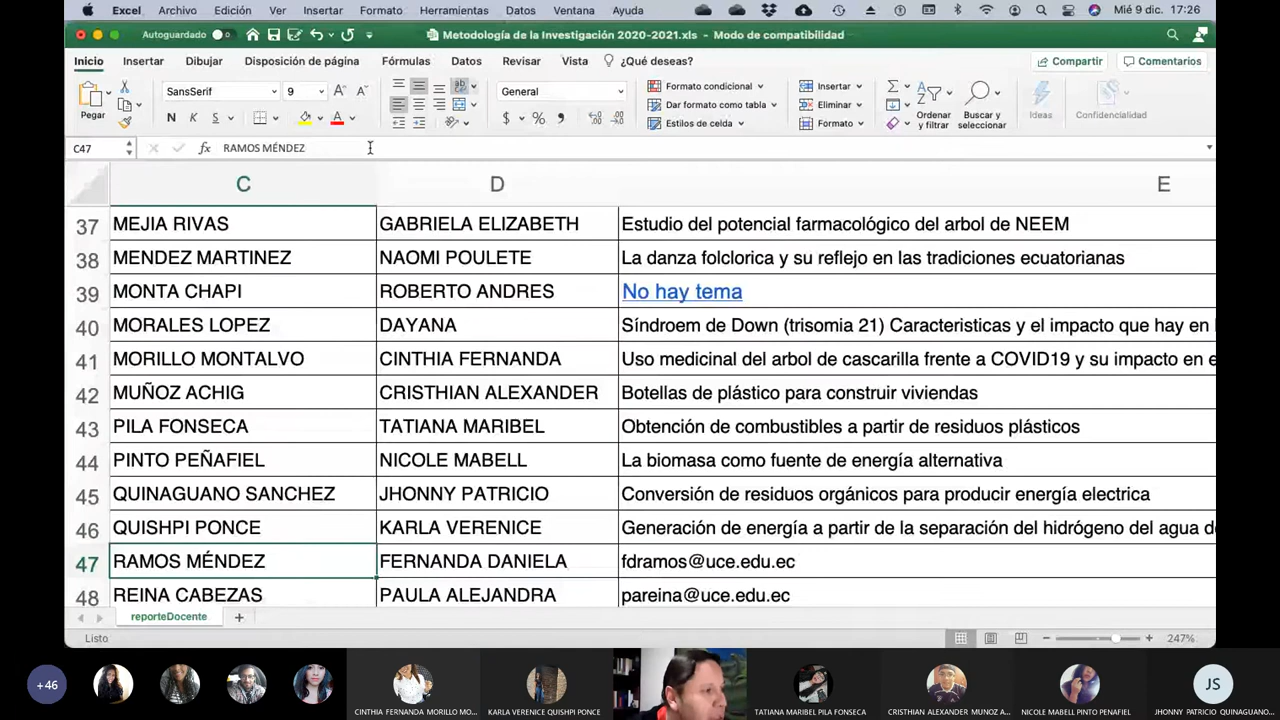 Excel Archivo Edición Ver Insertar Formato Herramientas Datos Ventana Ayuda Mié 9 dic. 17:26
Autoguardado Metodología de la Investigación 2020-2021.xls - Modo de compatibilidad
Inicio Insertar Dibujar Disposición de página Fórmulas Datos Revisar Vista ¿Qué desea? Compartir Comentarios
SansSerif 9 General Formato condicional Insertar
Dar formato como tabla Eliminar
Pegar N K S $ % Estilos de celda Formato Ordenar y filtrar Buscar y seleccionar Ideas Confidencialidad
C47 fx RAMOS MÉNDEZ
C D E
37 MEJIA RIVAS GABRIELA ELIZABETH Estudio del potencial farmacológico del arbol de NEEM
38 MENDEZ MARTINEZ NAOMI POULETE La danza folclorica y su reflejo en las tradiciones ecuatorianas
39 MONTA CHAPI ROBERTO ANDRES No hay tema
40 MORALES LOPEZ DAYANA Síndroem de Down (trisomia 21) Caracteristicas y el impacto que hay en
41 MORILLO MONTALVO CINTHIA FERNANDA Uso medicinal del arbol de cascarilla frente a COVID19 y su impacto en e
42 MUÑOZ ACHIG CRISTHIAN ALEXANDER Botellas de plástico para construir viviendas
43 PILA FONSECA TATIANA MARIBEL Obtención de combustibles a partir de residuos plásticos
44 PINTO PEÑAFIEL NICOLE MABELL La biomasa como fuente de energía alternativa
45 QUINAGUANO SANCHEZ JHONNY PATRICIO Conversión de residuos orgánicos para producir energía electrica
46 QUISHPI PONCE KARLA VERENICE Generación de energía a partir de la separación del hidrógeno del agua de
47 RAMOS MÉNDEZ FERNANDA DANIELA fdramos@uce.edu.ec
48 REINA CABEZAS PAULA ALEJANDRA pareina@uce.edu.ec
reporteDocente +
Listo 247%
+46 JS
CINTHIA FERNANDA MORILLO MO... KARLA VERENICE QUISHPI PONCE TATIANA MARIBEL PILA FONSECA CRISTHIAN ALEXANDER MUNOZ A... NICOLE MABELL PINTO PENAFIEL JHONNY PATRICIO QUINAGUANO...